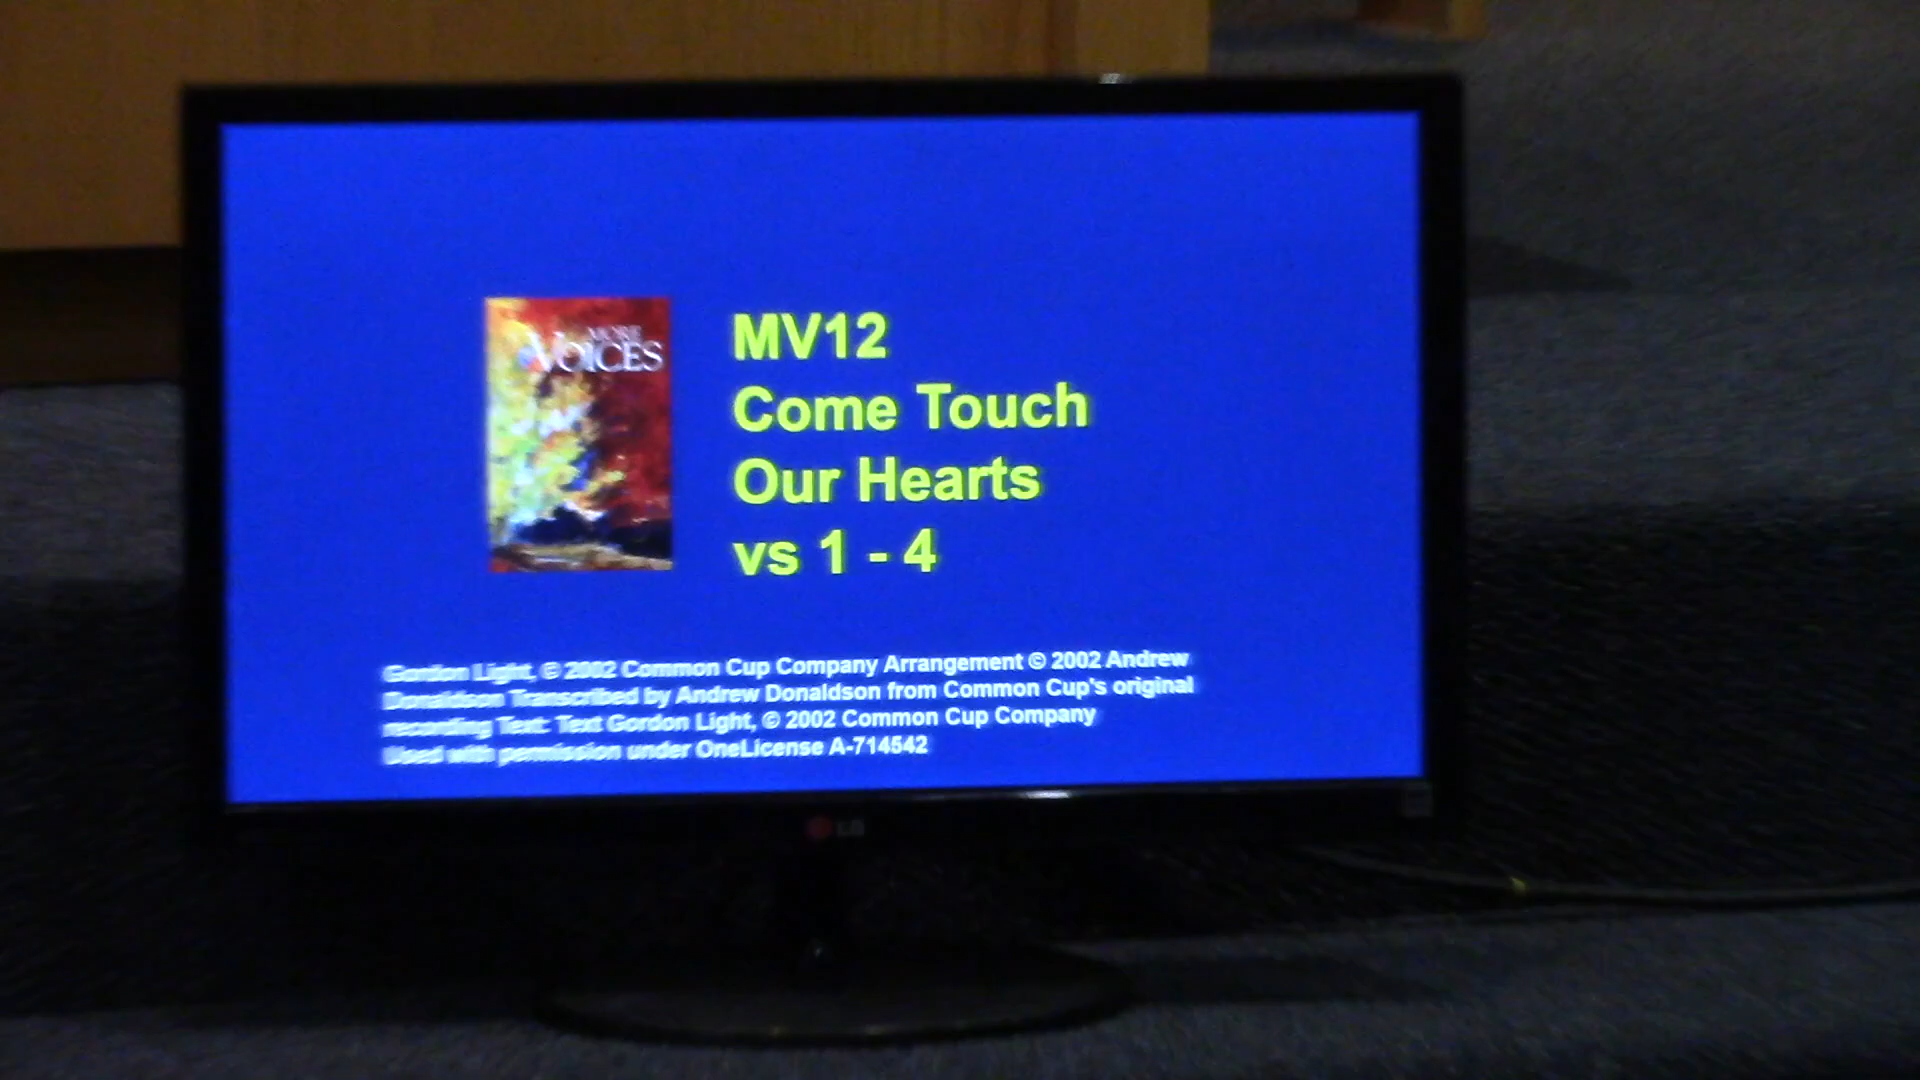 MORE
VOICES
MV12
Come Touch
Our Hearts
vs 1 - 4
Gordon Light, © 2002 Common Cup Company Arrangement © 2002 Andrew
Donaldson Transcribed by Andrew Donaldson from Common Cup's original
recording Text: Text Gordon Light, © 2002 Common Cup Company
Used with permission under OneLicense A-714542
LG